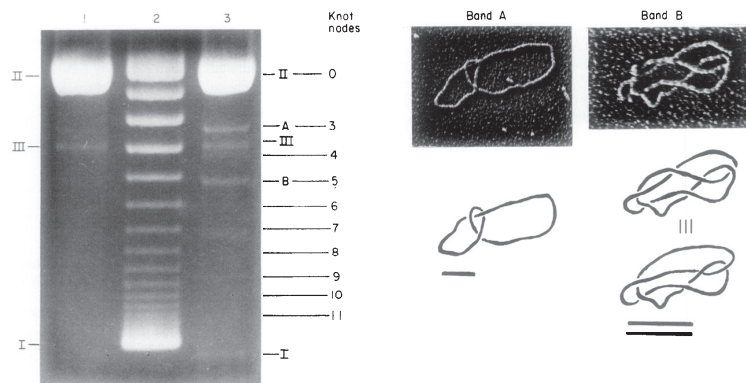 1 2 3
Knot
nodes
II
II 0
A 3
III
III
4
B 5
6
7
8
9
10
11
I
I
Band A
Band B